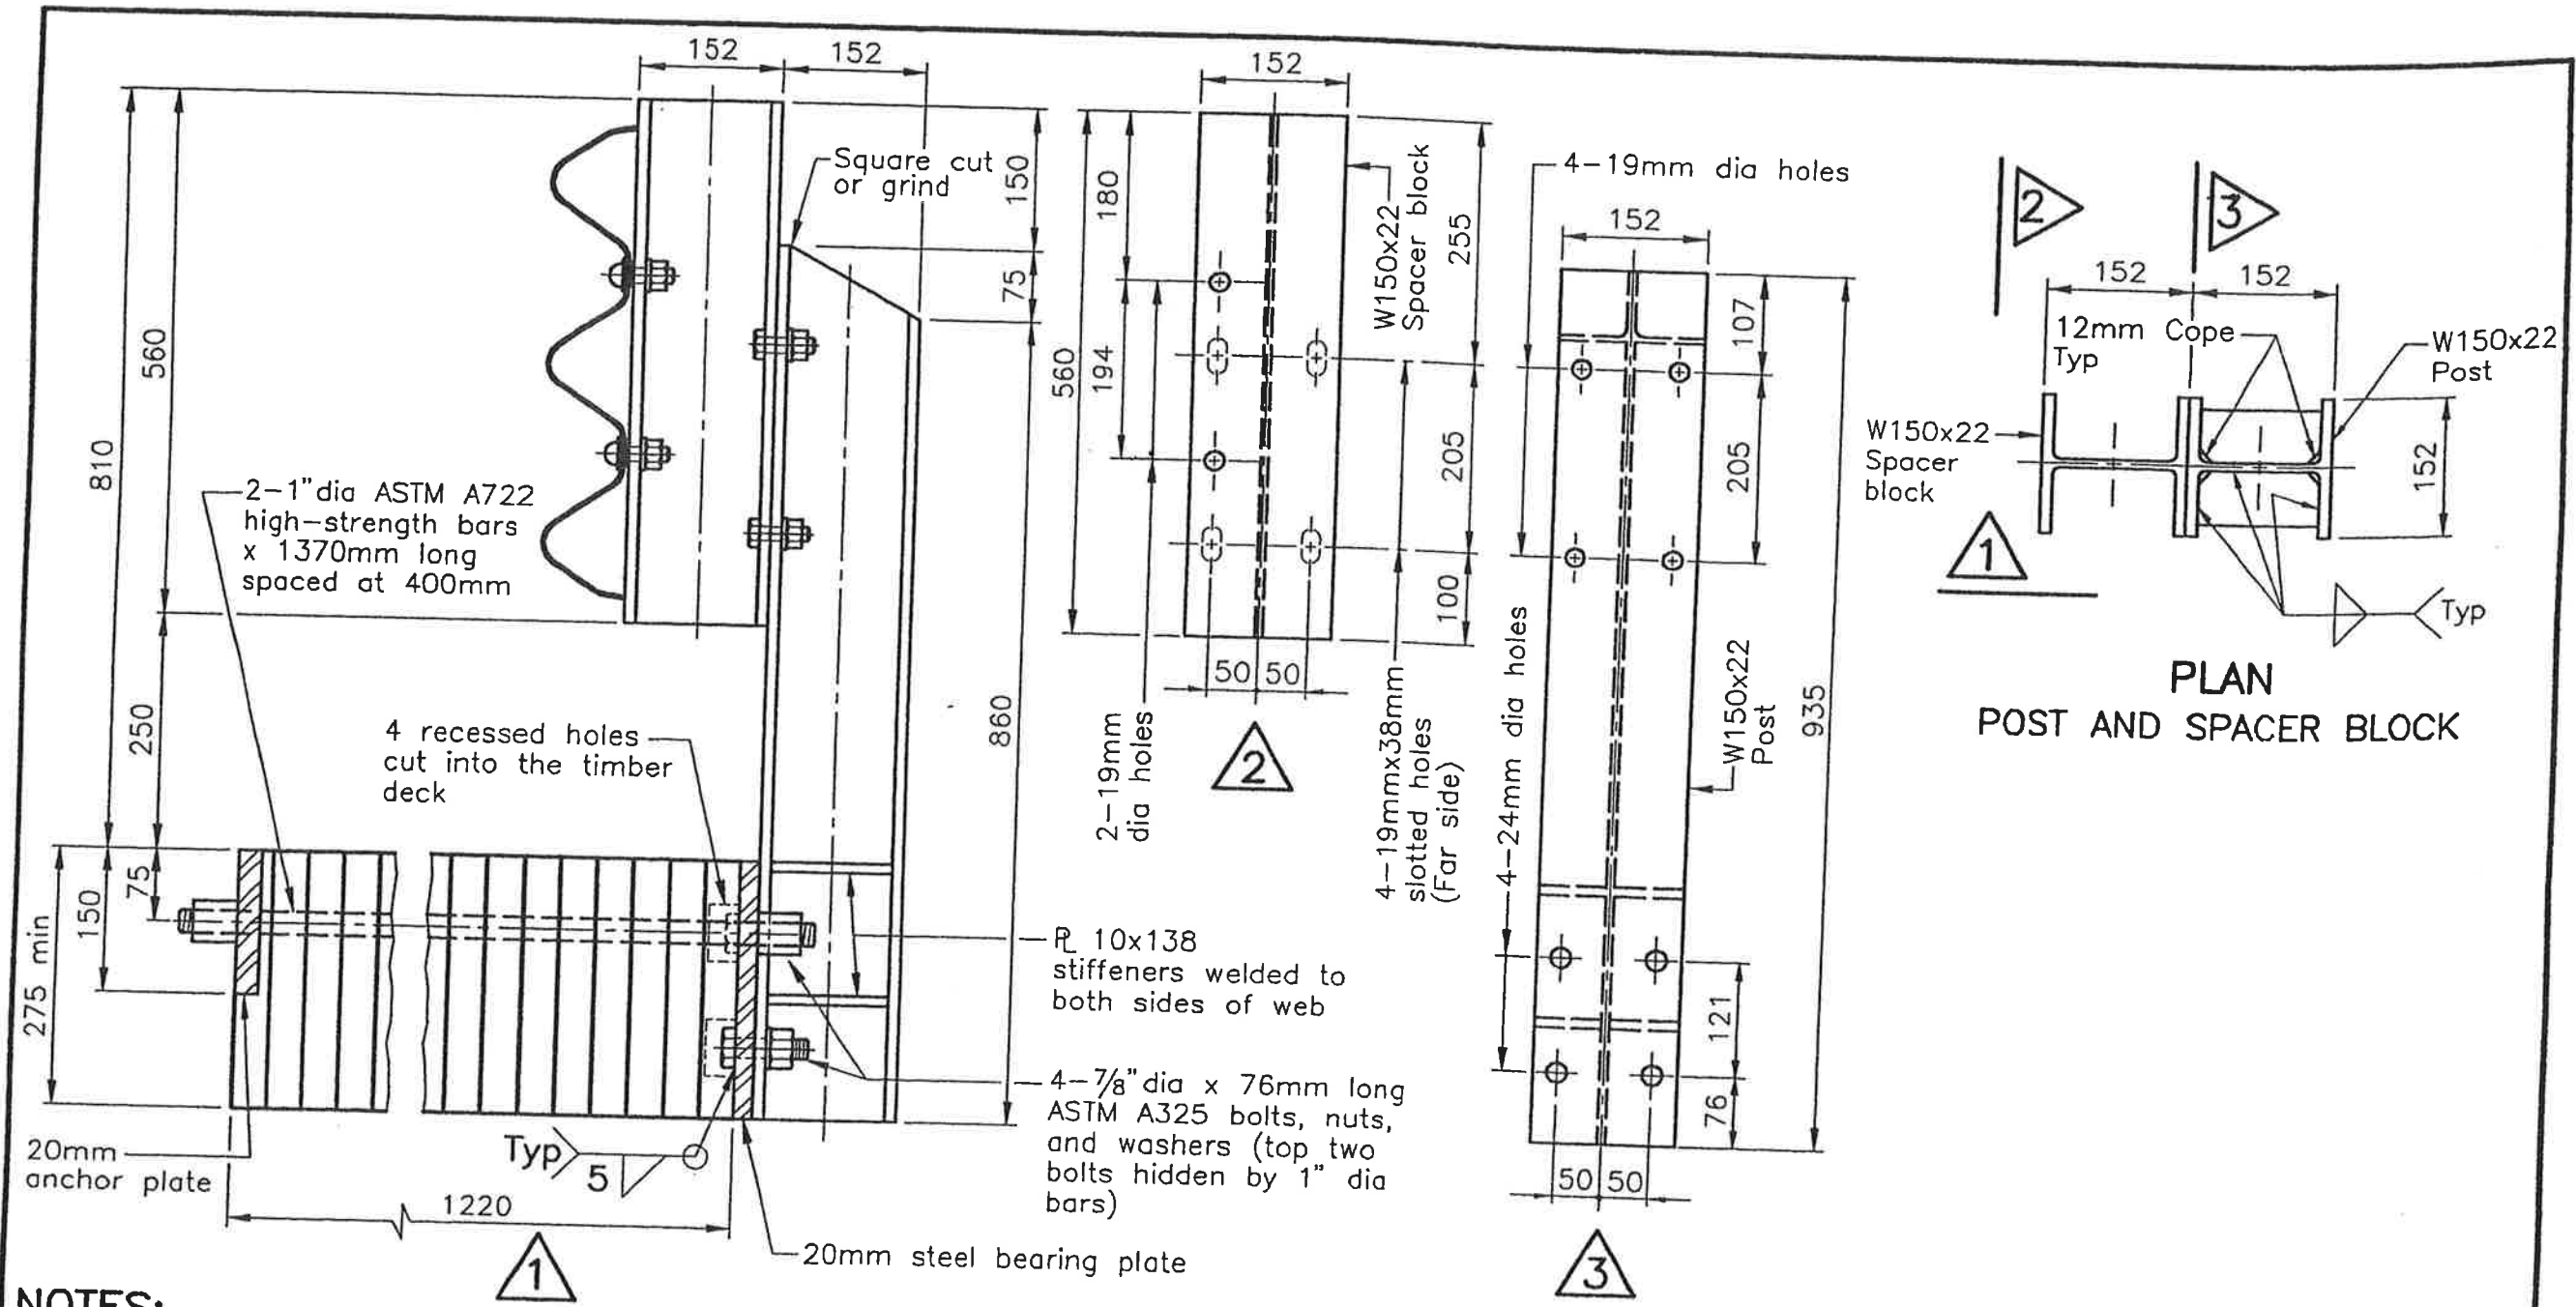 152
152
810
560
250
150
75
860
Square cut
or grind
2-1"dia ASTM A722
high-strength bars
x 1370mm long
spaced at 400mm
4 recessed holes
cut into the timber
deck
275 min
150
75
20mm
anchor plate
1220
Typ
5
20mm steel bearing plate
PL 10x138
stiffeners welded to
both sides of web
4-7/8"dia x 76mm long
ASTM A325 bolts, nuts,
and washers (top two
bolts hidden by 1" dia
bars)
1
152
560
180
194
W150x22
Spacer block
255
205
100
50
50
2-19mm
dia holes
4-19mmx38mm
slotted holes
(Far side)
2
4-19mm dia holes
152
107
205
4-24mm dia holes
W150x22
Post
935
121
76
50
50
3
2
3
152
152
12mm Cope
Typ
W150x22
Post
W150x22
Spacer
block
152
1
Typ
PLAN
POST AND SPACER BLOCK
NOTES: